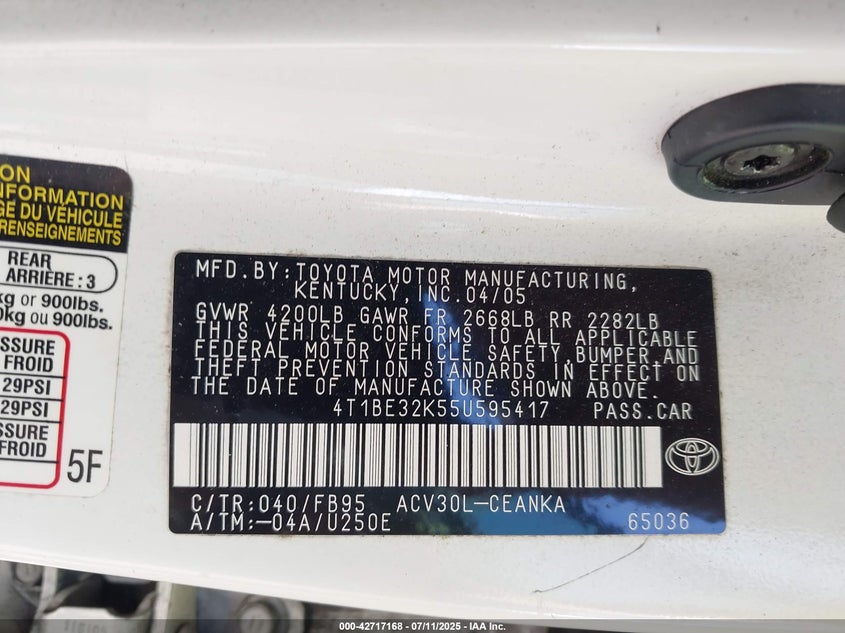 ON
NFORMATION
GE DU VÉHICULE
RENSEIGNEMENTS
REAR
ARRIERE : 3
kg or 900lbs.
0kg ou 900lbs.
SSURE
FROID
29PSI
29PSI
SSURE
FROID
5F
MFD.BY:TOYOTA MOTOR MANUFACTURING,
KENTUCKY,INC.04/05
GVWR 4200LB GAWR FR 2668LB RR 2282LB
THIS VEHICLE CONFORMS TO ALL APPLICABLE
FEDERAL MOTOR VEHICLE SAFETY,BUMPER,AND
THEFT PREVENTION STANDARDS IN EFFECT ON
THE DATE OF MANUFACTURE SHOWN ABOVE.
4T1BE32K55U595417 PASS.CAR
C/TR:040/FB95 ACV30L-CEANKA
A/TM:-04A/U250E 65036
000-42717168 - 07/11/2025 - IAA Inc.